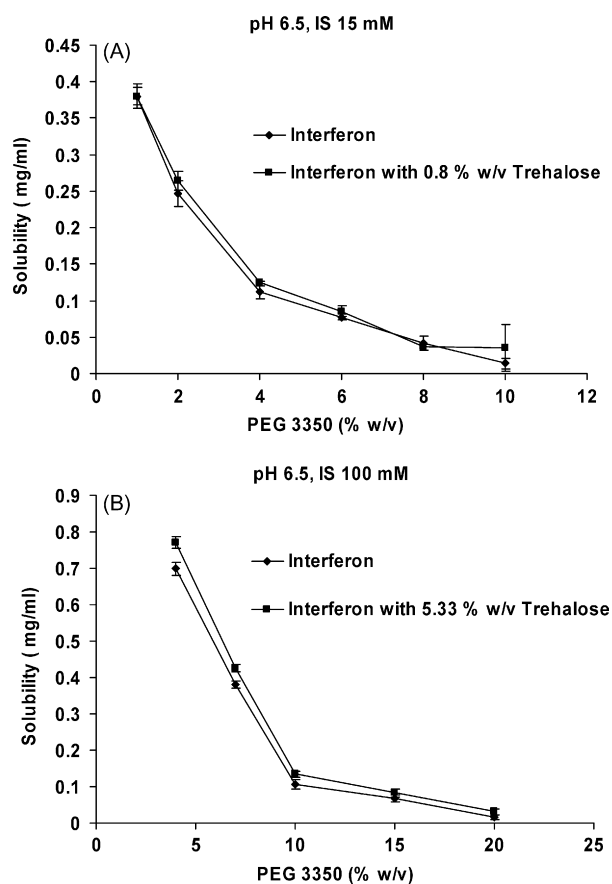 pH 6.5, IS 15 mM
(A)
0.45
0.4
0.35
0.3
0.25
0.2
0.15
0.1
0.05
0
Solubility ( mg/ml)
Interferon
Interferon with 0.8 % w/v Trehalose
0 2 4 6 8 10 12
PEG 3350 (% w/v)
pH 6.5, IS 100 mM
(B)
0.9
0.8
0.7
0.6
0.5
0.4
0.3
0.2
0.1
0
Solubility ( mg/ml)
Interferon
Interferon with 5.33 % w/v Trehalose
0 5 10 15 20 25
PEG 3350 (% w/v)